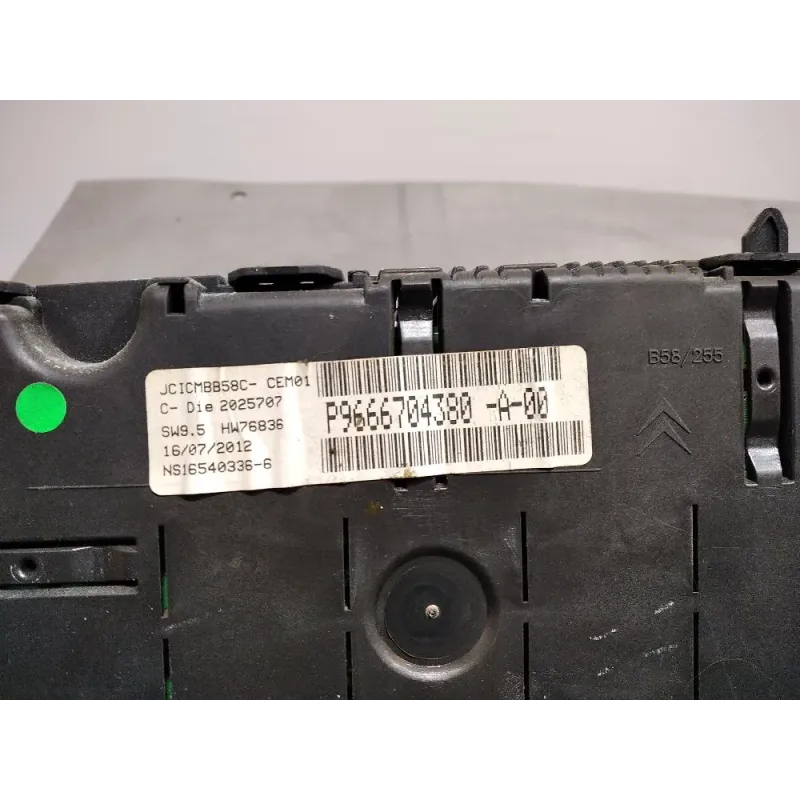 JCICMBB58C- CEM01
C- Die 2025707
SW9.5 HW76836
16/07/2012
NS16540336-6
P9666704380 -A-00
B58/255